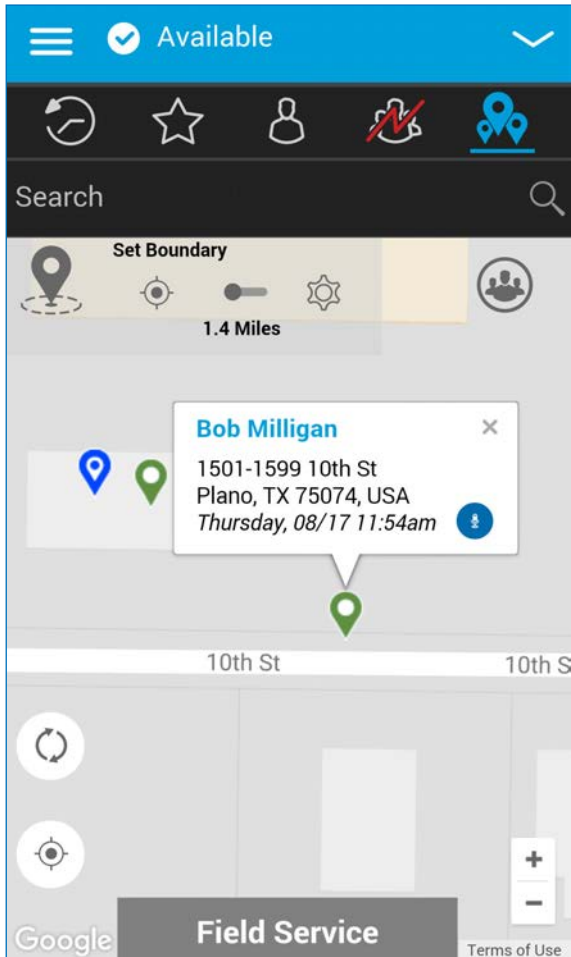 Available
Search
Set Boundary
1.4 Miles
Bob Milligan
1501-1599 10th St
Plano, TX 75074, USA
Thursday, 08/17 11:54am
10th St
10th S
Field Service
Google
Terms of Use